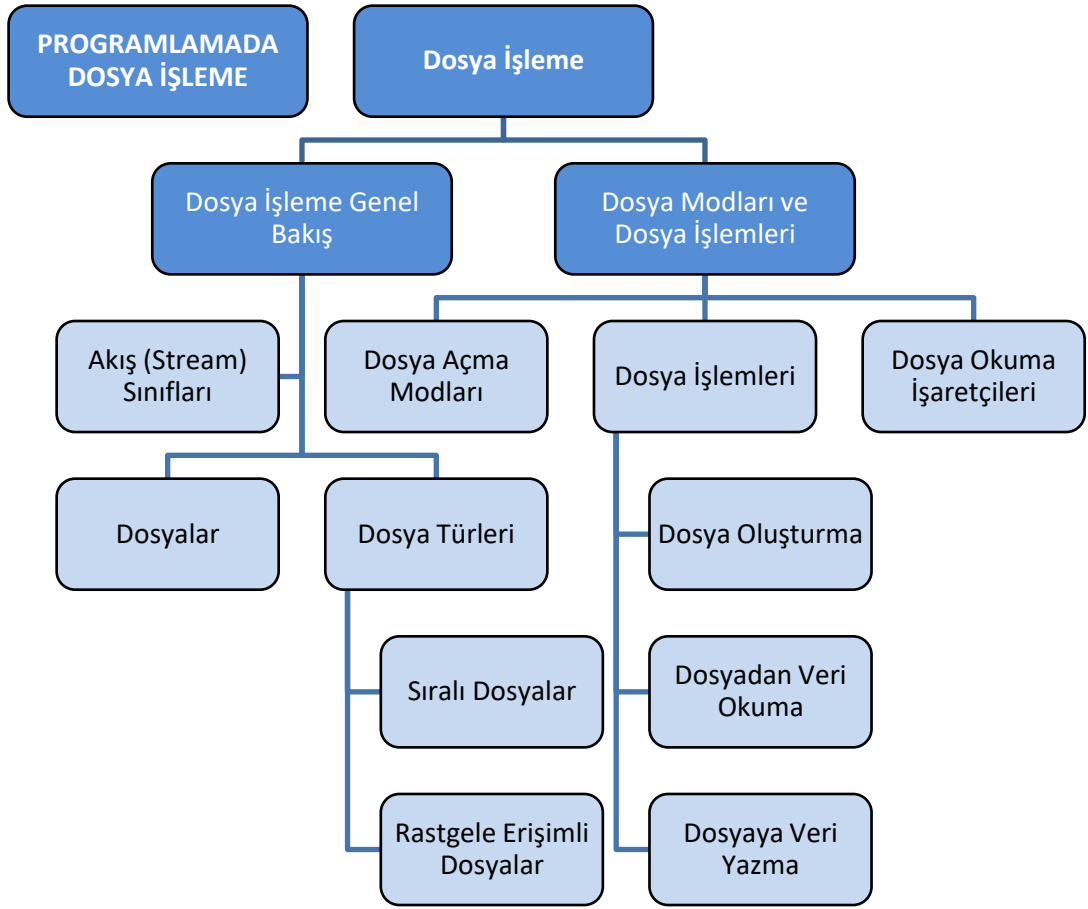 PROGRAMLAMADA
DOSYA İŞLEME
Dosya İşleme
Dosya İşleme Genel
Bakış
Dosya Modları ve
Dosya İşlemleri
Akış (Stream)
Sınıfları
Dosya Açma
Modları
Dosya İşlemleri
Dosya Okuma
İşaretçileri
Dosyalar
Dosya Türleri
Dosya Oluşturma
Sıralı Dosyalar
Dosyadan Veri
Okuma
Rastgele Erişimli
Dosyalar
Dosyaya Veri
Yazma